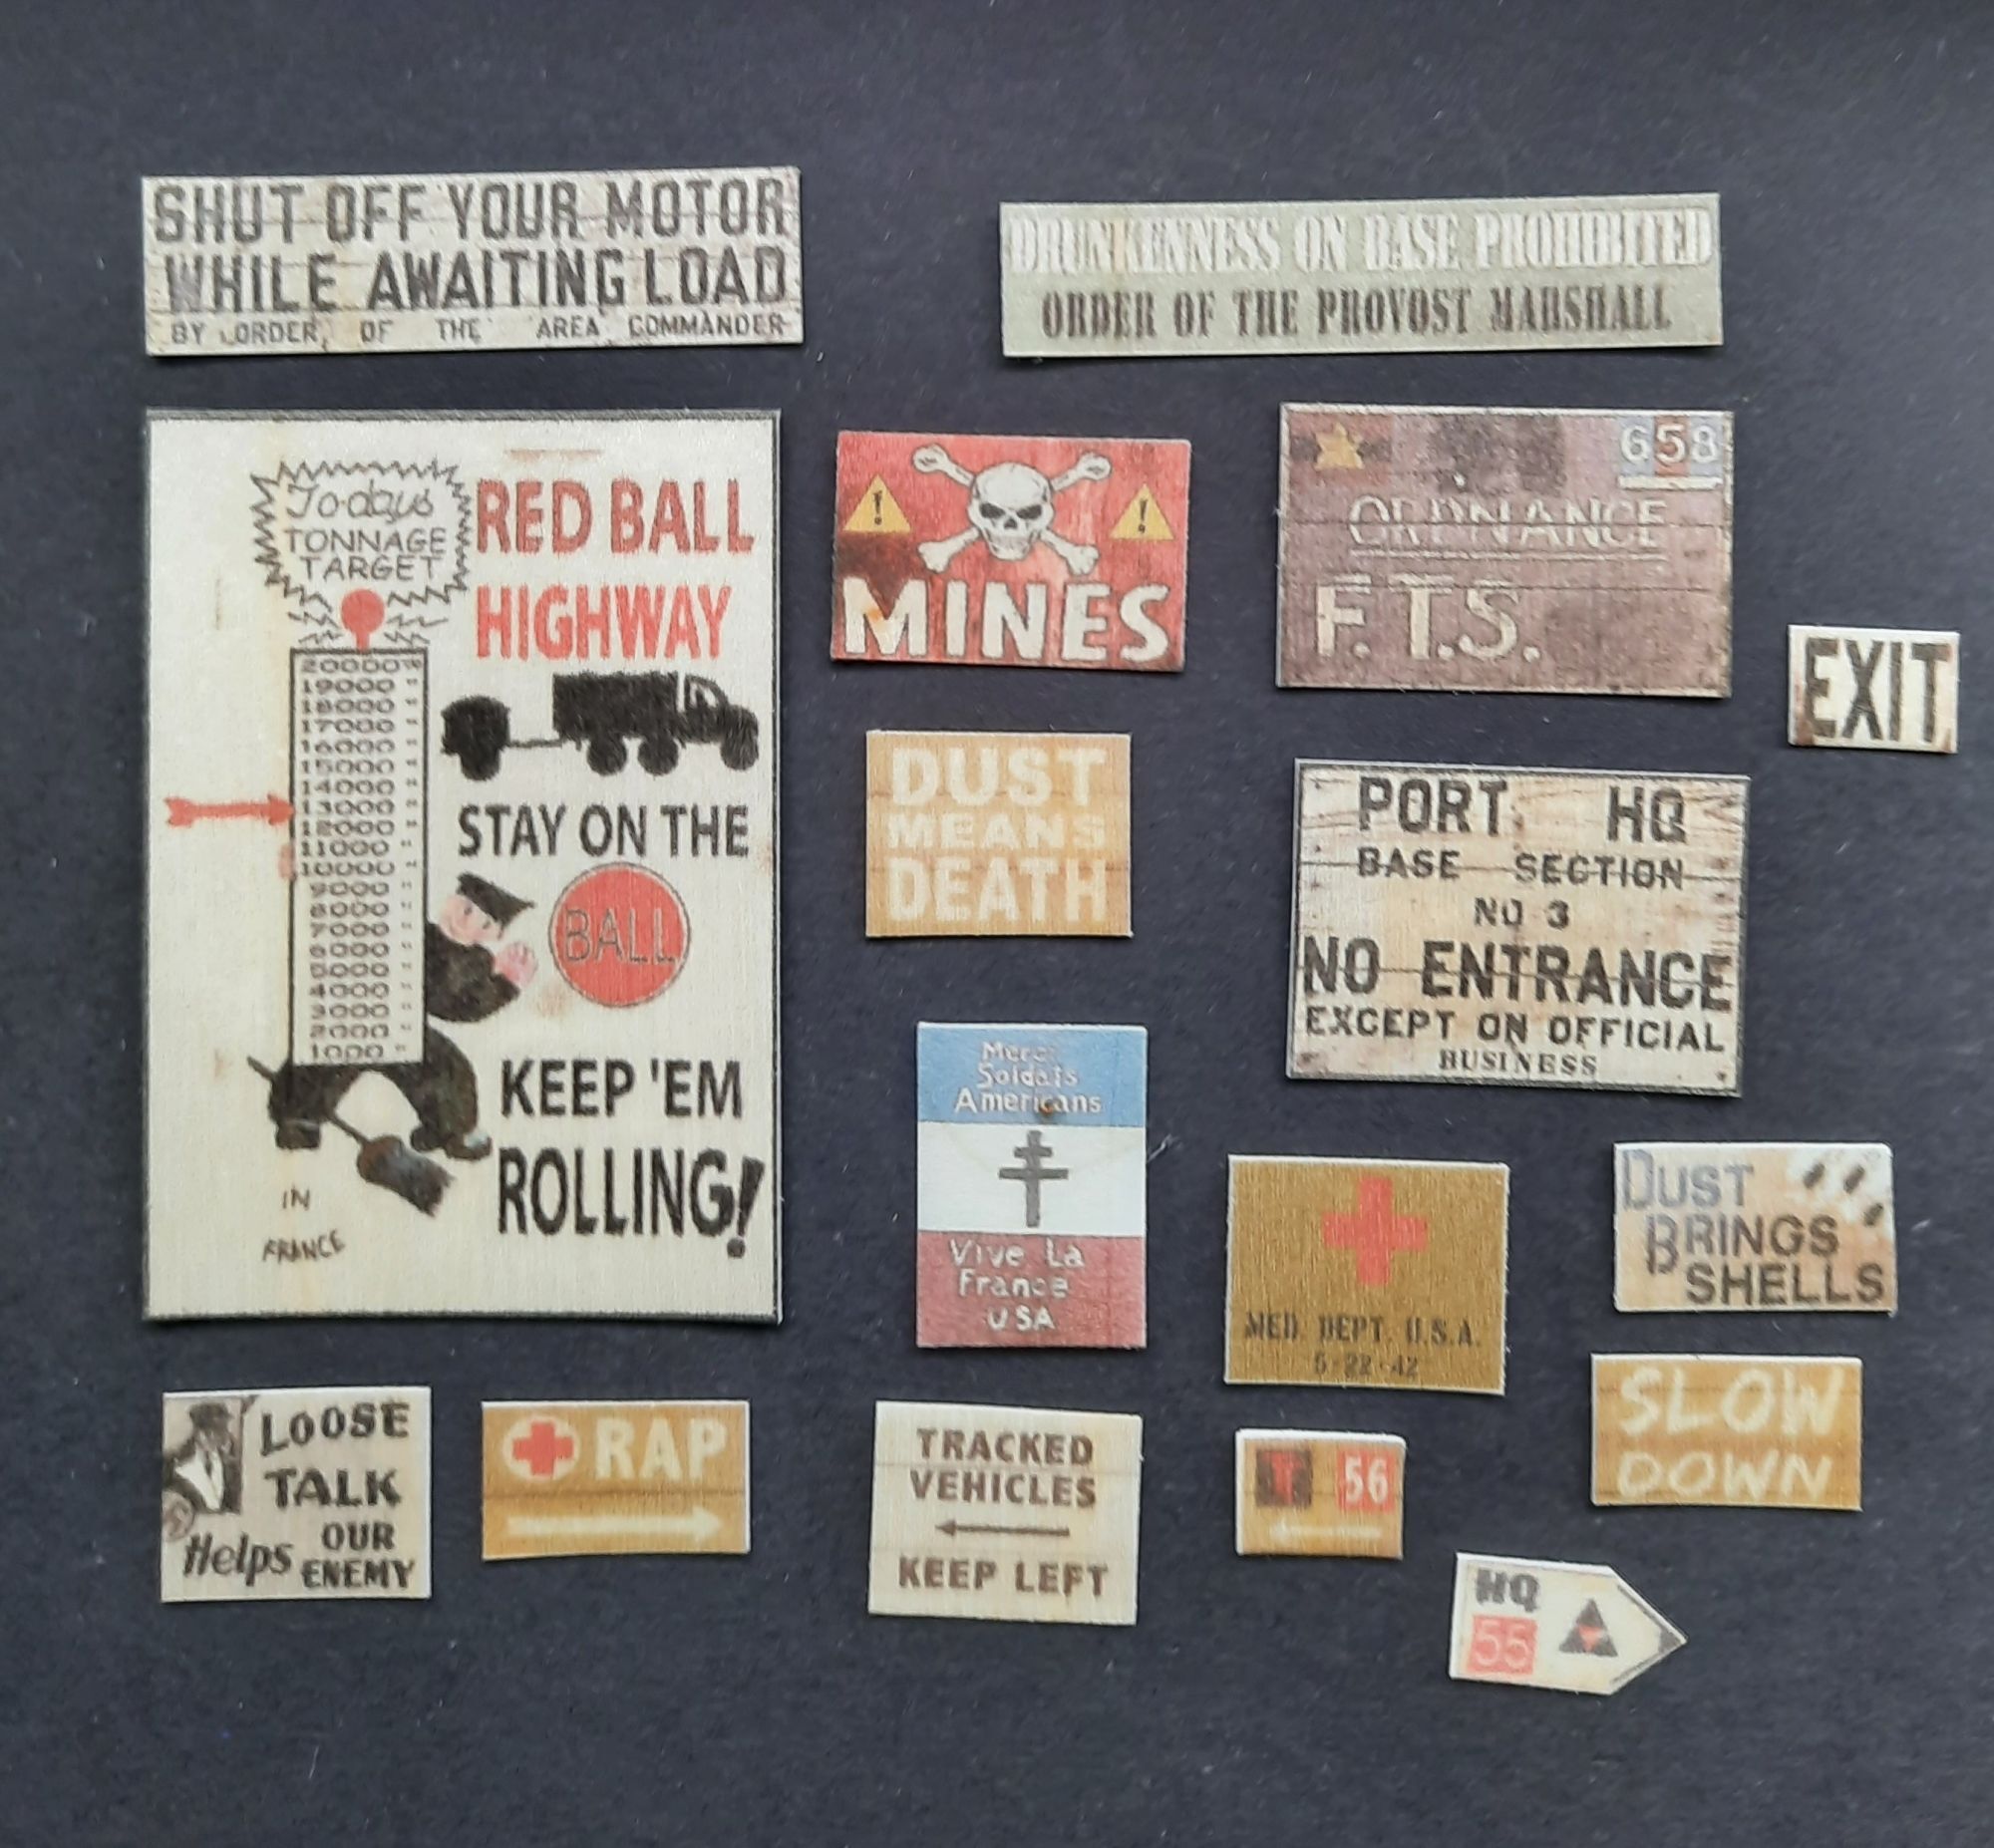 SHUT OFF YOUR MOTOR
WHILE AWAITING LOAD
BY ORDER OF THE AREA COMMANDER
DRUNKENNESS ON BASE PROHIBITED
ORDER OF THE PROVOST MARSHALL
To-days
TONNAGE
TARGET
20000
19000
18000
17000
16000
15000
14000
13000
12000
11000
10000
9000
8000
7000
6000
5000
4000
3000
2000
1000
IN
FRANCE
RED BALL
HIGHWAY
STAY ON THE
BALL
KEEP 'EM
ROLLING!
! !
MINES
658
ORDNANCE
F.T.S.
EXIT
DUST
MEANS
DEATH
PORT HQ
BASE SECTION
NO 3
NO ENTRANCE
EXCEPT ON OFFICIAL
BUSINESS
Merci
Soldats
Americans
Vive La
France
USA
MED. DEPT. U.S.A.
5-22-42
DUST
BRINGS
SHELLS
LOOSE
TALK
Helps OUR
ENEMY
RAP
TRACKED
VEHICLES
KEEP LEFT
56
SLOW
DOWN
HQ
55